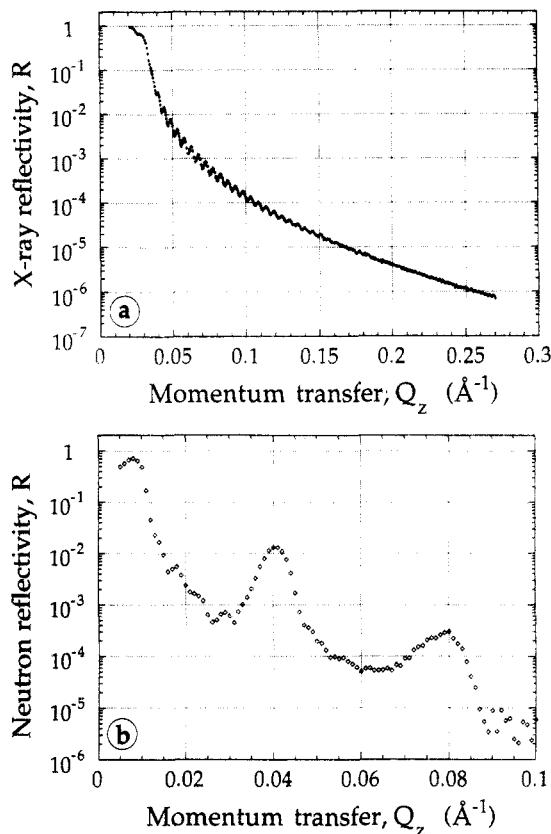 1
10-1
10-2
10-3
10-4
10-5
10-6
10-7
X-ray reflectivity, R
a
0 0.05 0.1 0.15 0.2 0.25 0.3
Momentum transfer, Qz (Å-1)
1
10-1
10-2
10-3
10-4
10-5
10-6
Neutron reflectivity, R
b
0 0.02 0.04 0.06 0.08 0.1
Momentum transfer, Qz (Å-1)